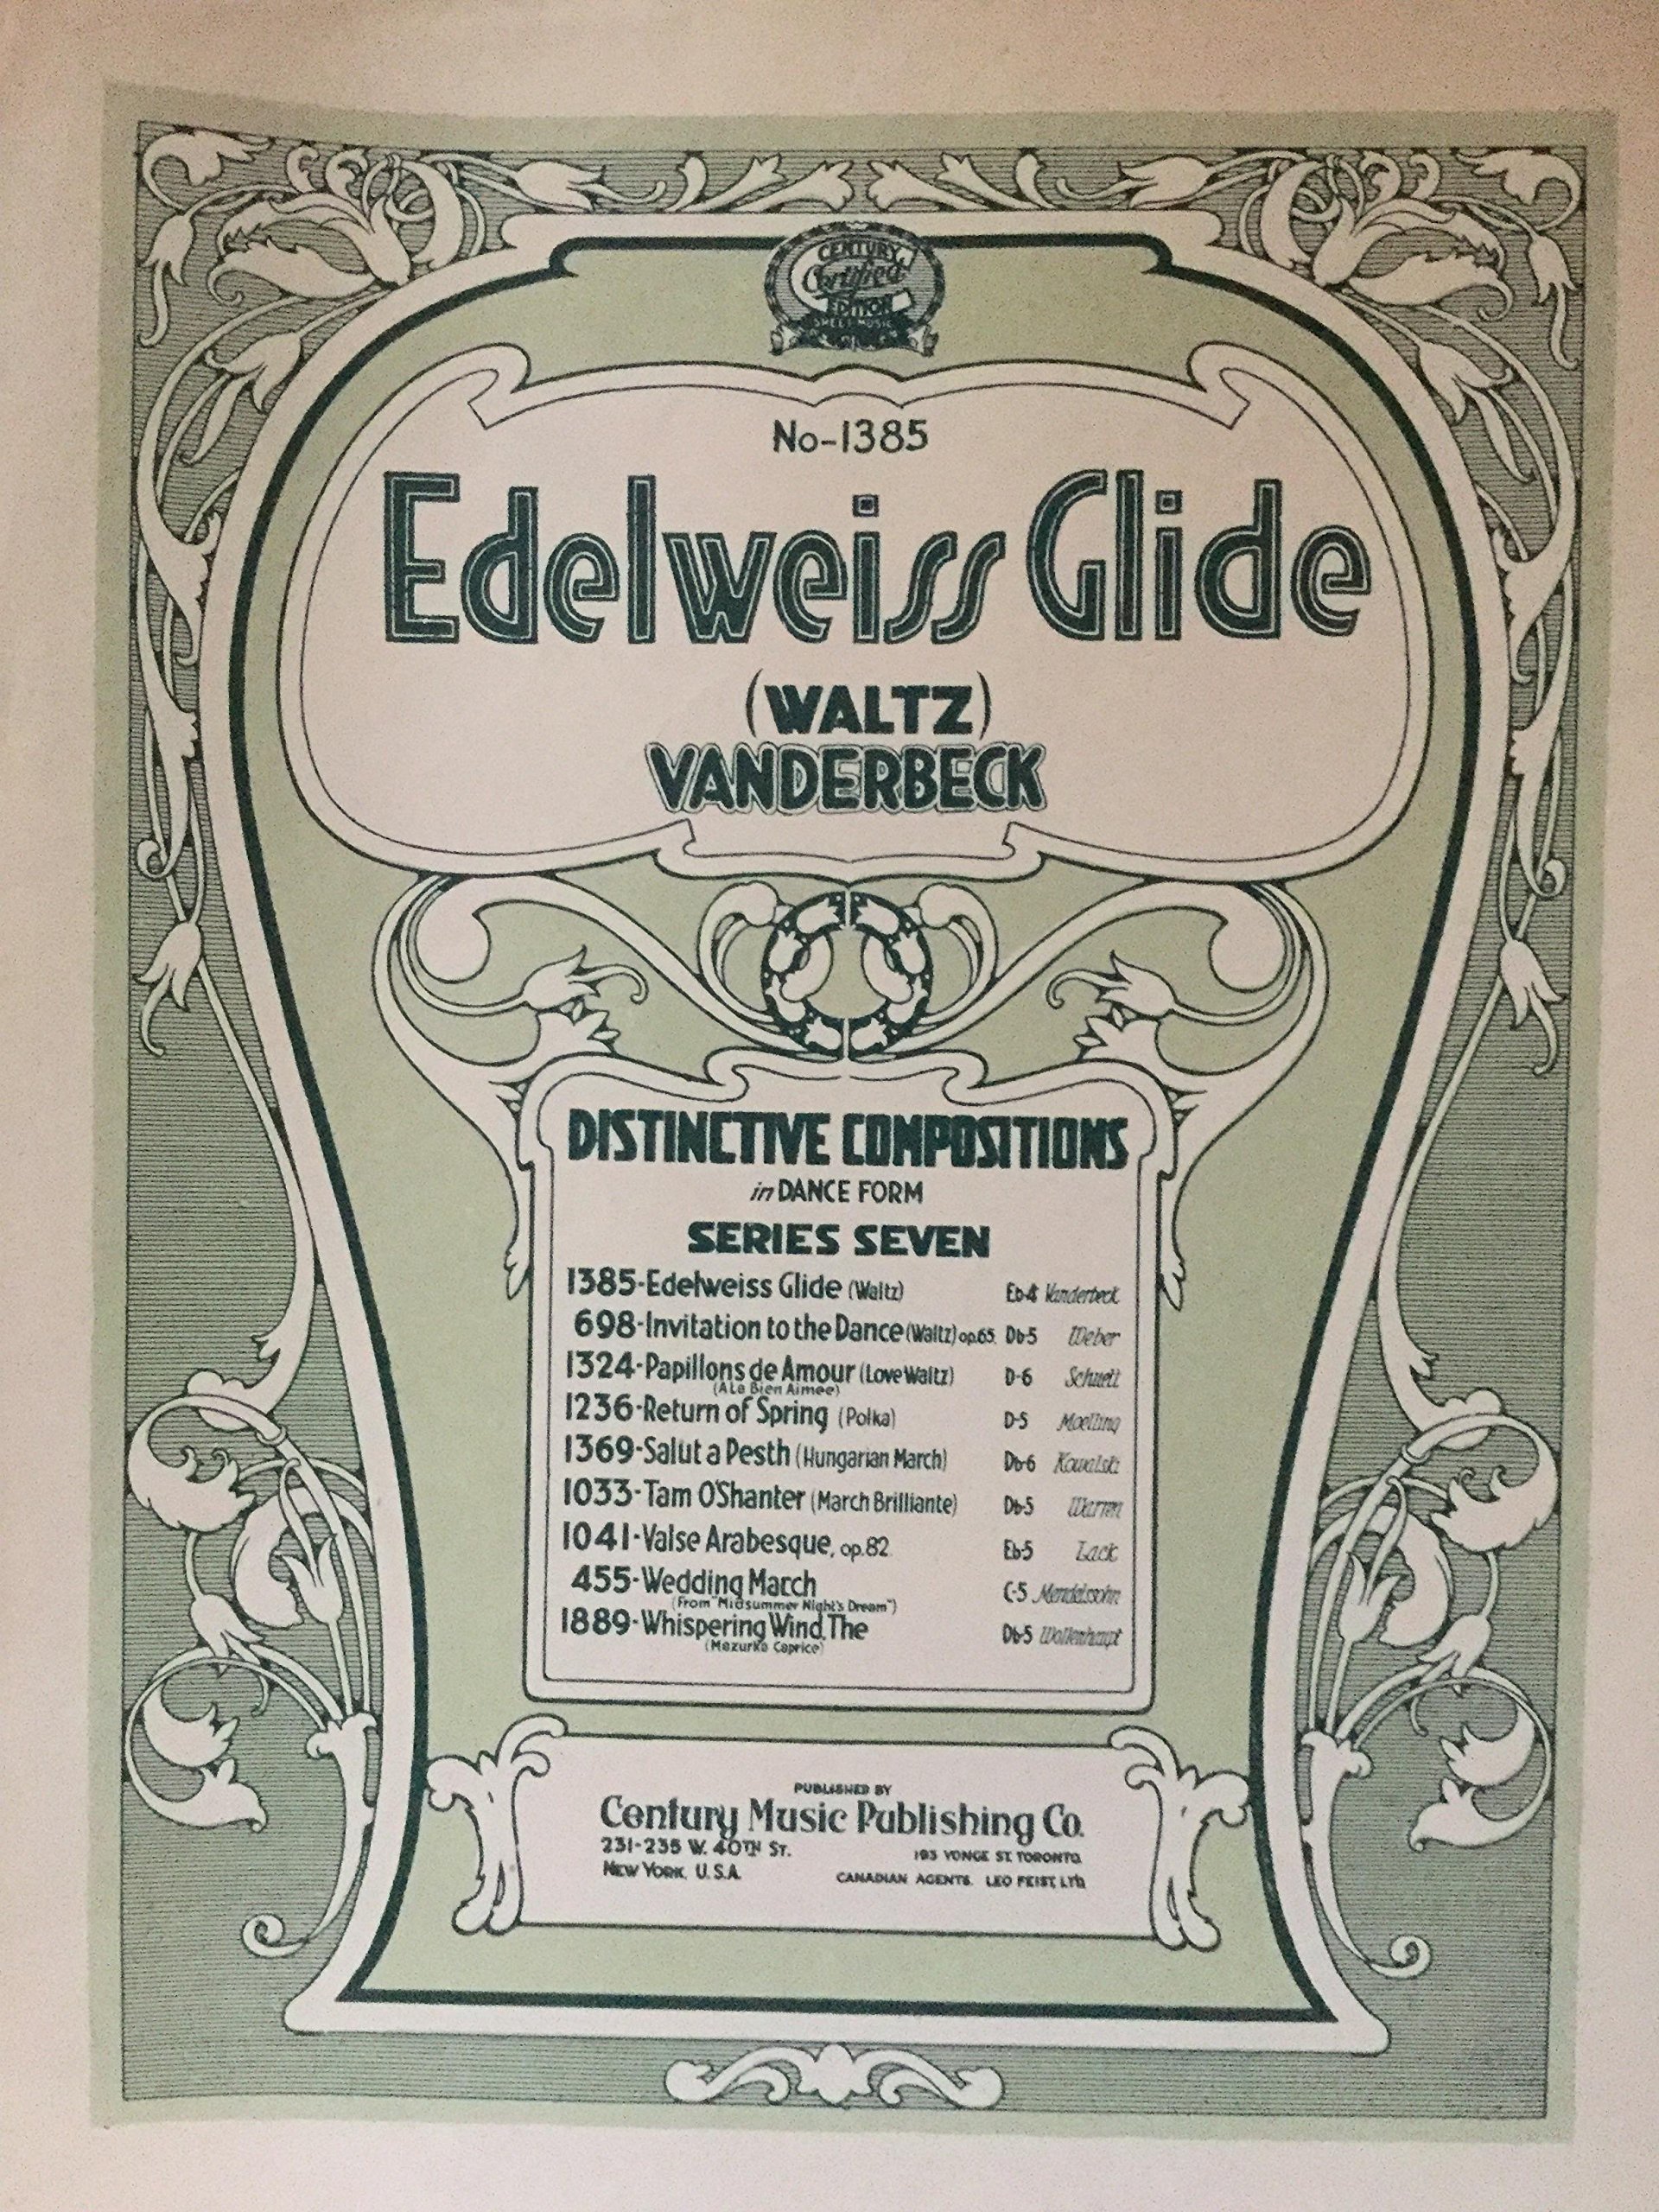 CENTURY
Certified
EDITION
SHEET MUSIC
No-1385
Edelweiss Glide
(WALTZ)
VANDERBECK
DISTINCTIVE COMPOSITIONS
in DANCE FORM
SERIES SEVEN
1385-Edelweiss Glide (Waltz) Eb-4 Vanderbeck
698-Invitation to the Dance (Waltz) op.65. Db-5 Weber
1324-Papillons de Amour (Love Waltz) D-6 Schuett
(A La Bien Aimee)
1236-Return of Spring (Polka) D-5 Moelling
1369-Salut a Pesth (Hungarian March) Db-6 Kowalski
1033-Tam O'Shanter (March Brilliante) Db-5 Warren
1041-Valse Arabesque, op.82 Eb-5 Lack
455-Wedding March C-5 Mendelssohn
(From "Midsummer Night's Dream")
1889-Whispering Wind, The Db-5 Wollenhaupt
(Mazurka Caprice)
PUBLISHED BY
Century Music Publishing Co.
231-235 W. 40TH ST. 193 YONGE ST. TORONTO.
NEW YORK, U.S.A. CANADIAN AGENTS. LEO FEIST, LTD.